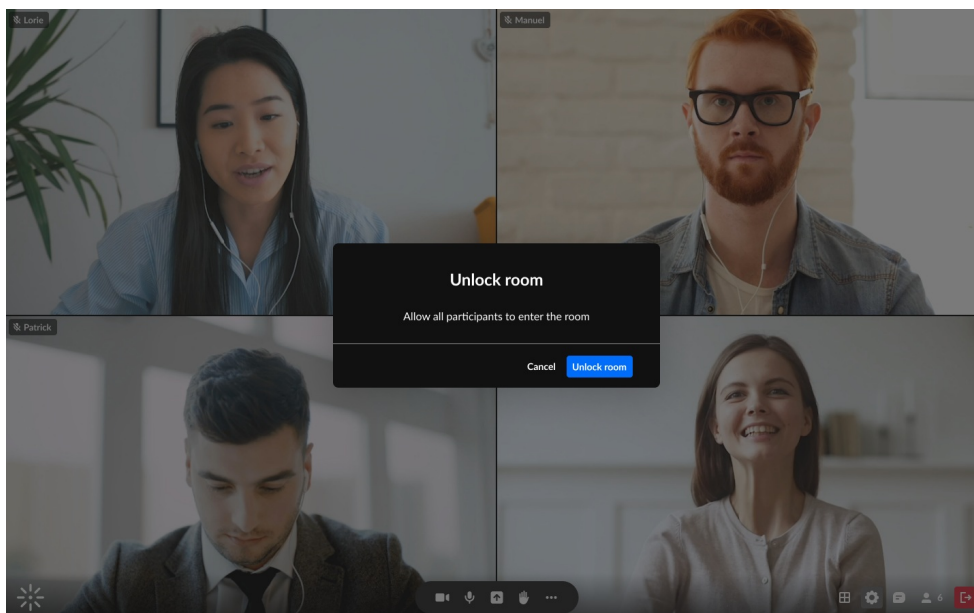 Lorie
Manuel
Unlock room
Allow all participants to enter the room
Cancel
Unlock room
Patrick
6